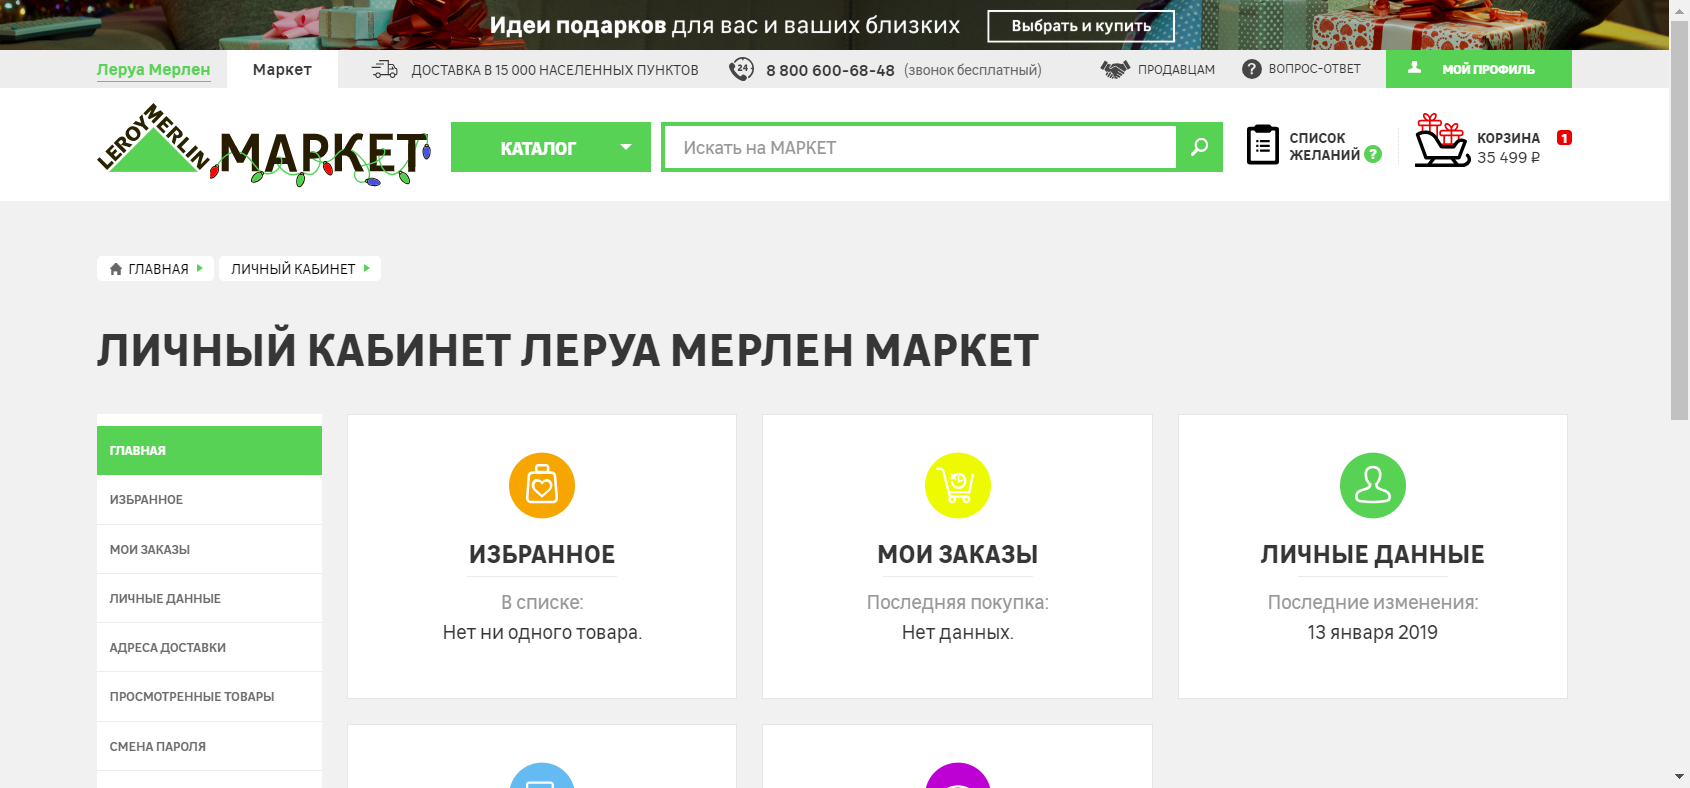 Идеи подарков для вас и ваших близких
Выбрать и купить
Леруа Мерлен
Маркет
ДОСТАВКА В 15 000 НАСЕЛЕННЫХ ПУНКТОВ
24
8 800 600-68-48 (звонок бесплатный)
ПРОДАВЦАМ
? ВОПРОС-ОТВЕТ
МОЙ ПРОФИЛЬ
LEROY MERLIN
МАРКЕТ
КАТАЛОГ
Искать на МАРКЕТ
СПИСОК
ЖЕЛАНИЙ ?
КОРЗИНА 1
35 499 ₽
ГЛАВНАЯ
ЛИЧНЫЙ КАБИНЕТ
ЛИЧНЫЙ КАБИНЕТ ЛЕРУА МЕРЛЕН МАРКЕТ
ГЛАВНАЯ
ИЗБРАННОЕ
МОИ ЗАКАЗЫ
ЛИЧНЫЕ ДАННЫЕ
АДРЕСА ДОСТАВКИ
ПРОСМОТРЕННЫЕ ТОВАРЫ
СМЕНА ПАРОЛЯ
ИЗБРАННОЕ
В списке:
Нет ни одного товара.
МОИ ЗАКАЗЫ
Последняя покупка:
Нет данных.
ЛИЧНЫЕ ДАННЫЕ
Последние изменения:
13 января 2019